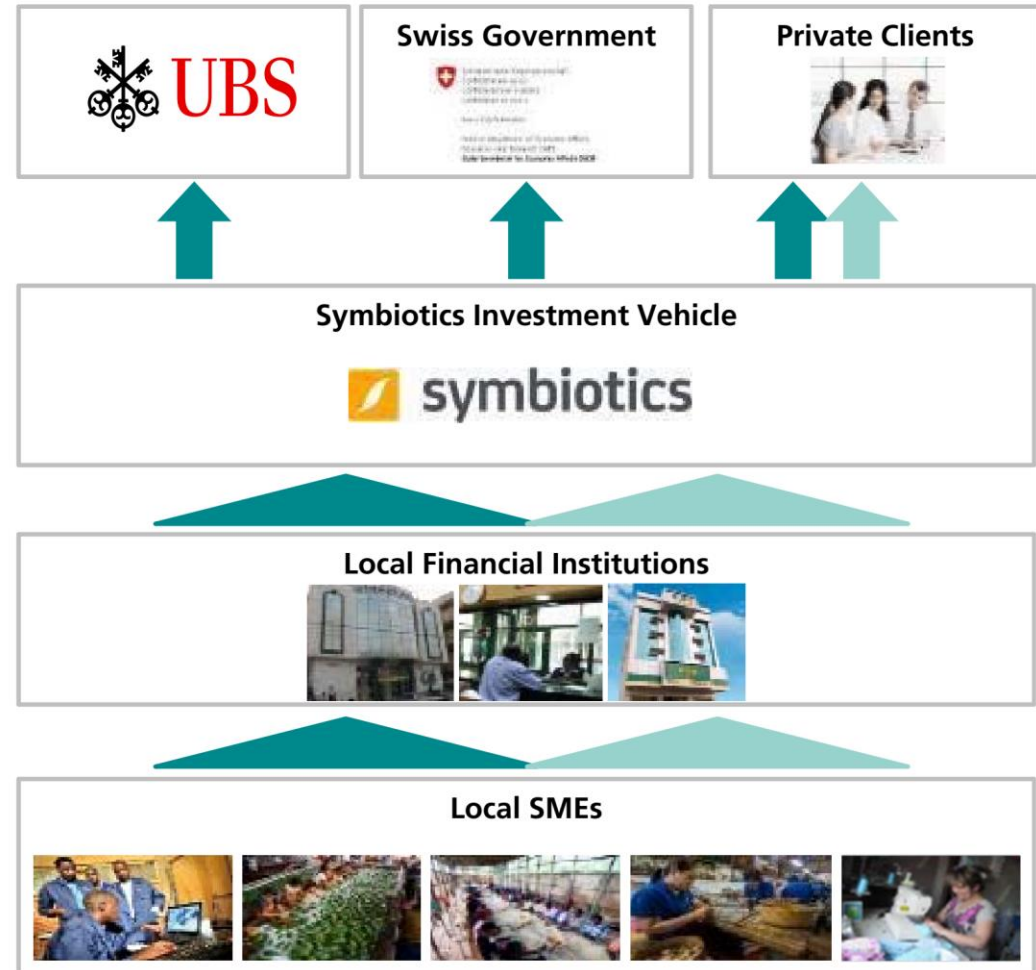 UBS
Swiss Government
Private Clients
Symbiotics Investment Vehicle
symbiotics
Local Financial Institutions
Local SMEs